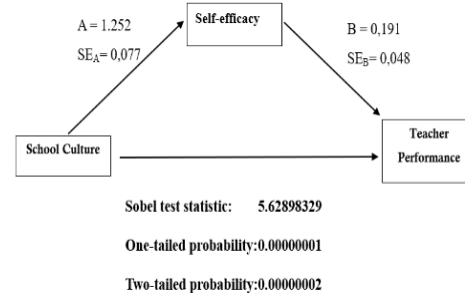 A = 1.252
SEA= 0,077
Self-efficacy
B = 0,191
SEB= 0,048
School Culture
Teacher
Performance
Sobel test statistic: 5.62898329
One-tailed probability:0.00000001
Two-tailed probability:0.00000002